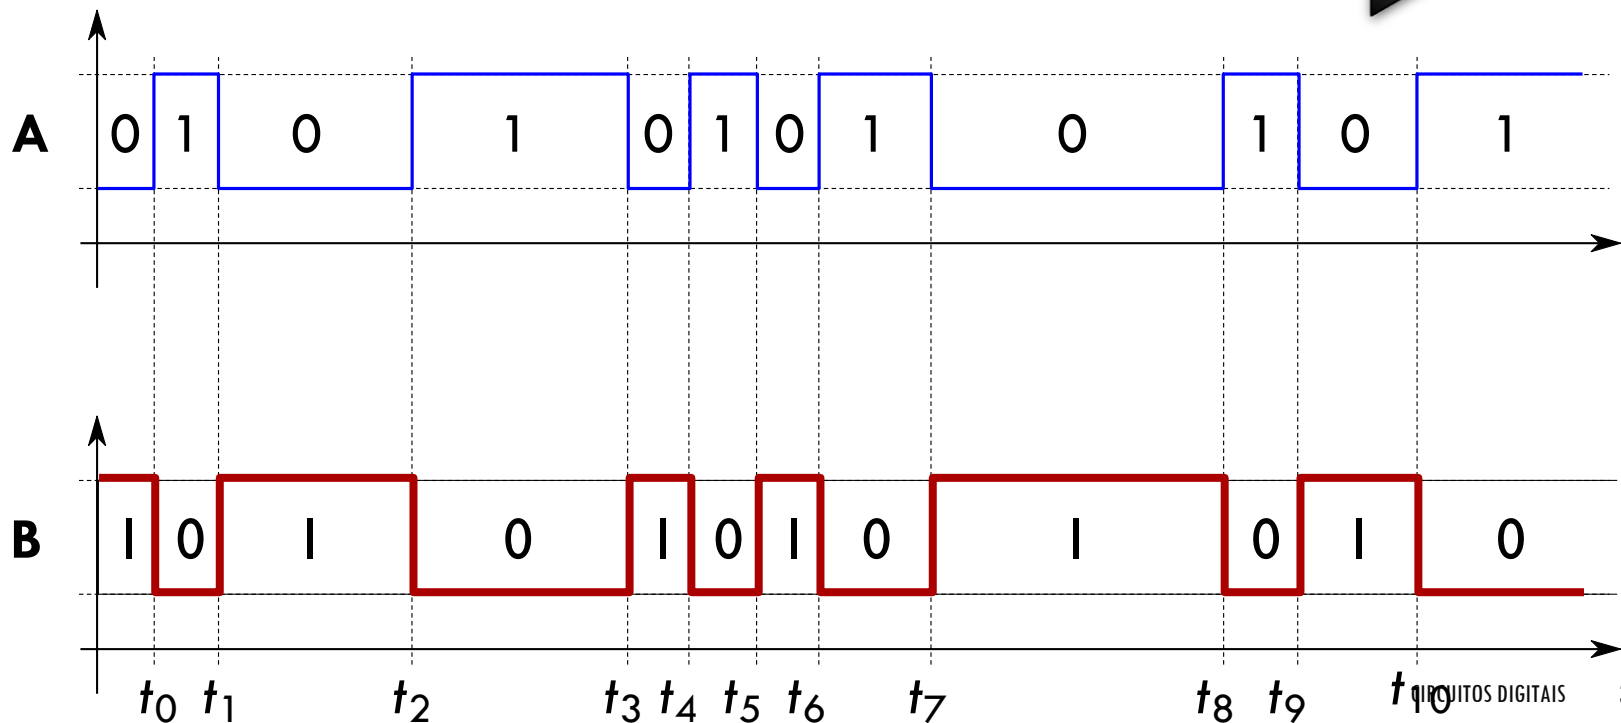 A 0 1 0 1 0 1 0 1 0 1 0 1
B 1 0 1 0 1 0 1 0 1 0 1 0
t0 t1 t2 t3 t4 t5 t6 t7 t8 t9 t10
CIRCUITOS DIGITAIS